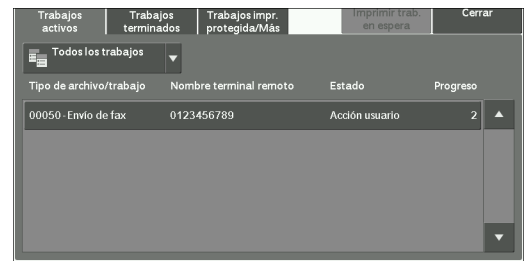 Trabajos activos
Trabajos terminados
Trabajos impr. protegida/Más
Imprimir trab. en espera
Cerrar
Todos los trabajos
Tipo de archivo/trabajo Nombre terminal remoto Estado Progreso
00050 - Envío de fax 0123456789 Acción usuario 2